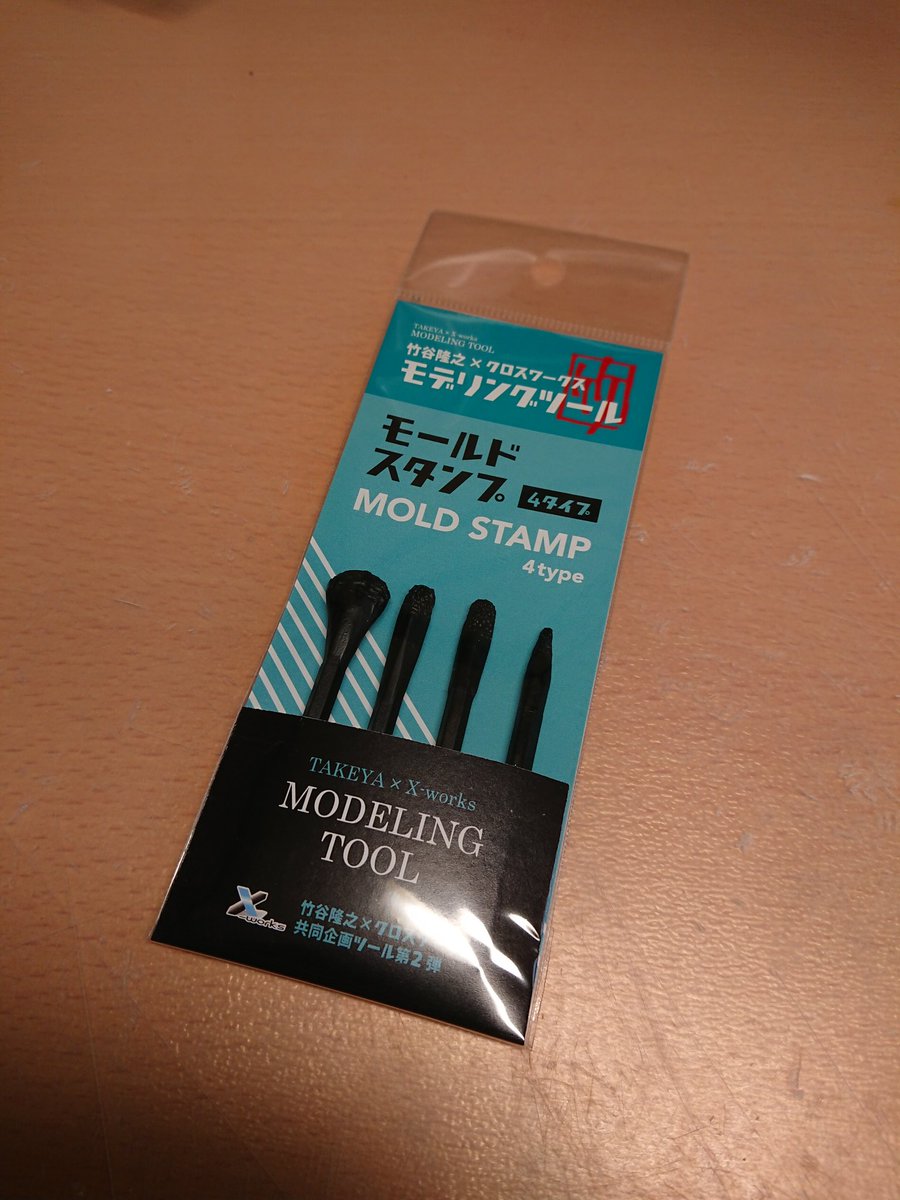 TAKEYA × X-works
MODELING TOOL
竹谷隆之×クロスワークス
モデリングツール
モールド
スタンプ
4タイプ
MOLD STAMP
4type
TAKEYA × X-works
MODELING
TOOL
X-works
竹谷隆之×クロス
共同企画ツール第2弾